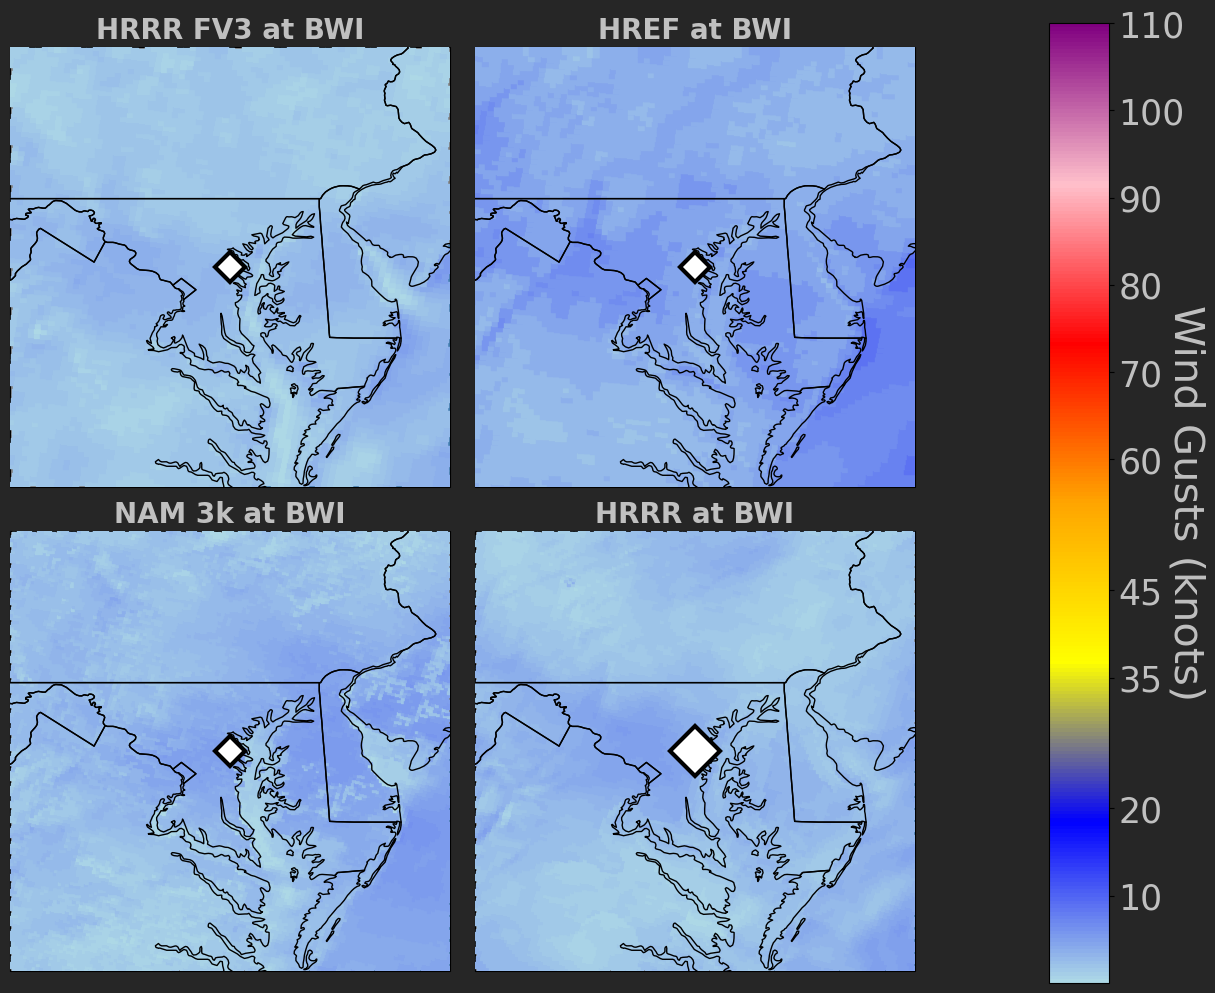 HRRR FV3 at BWI
HREF at BWI
NAM 3k at BWI
HRRR at BWI
110
100
90
80
70
60
45
35
20
10
Wind Gusts (knots)